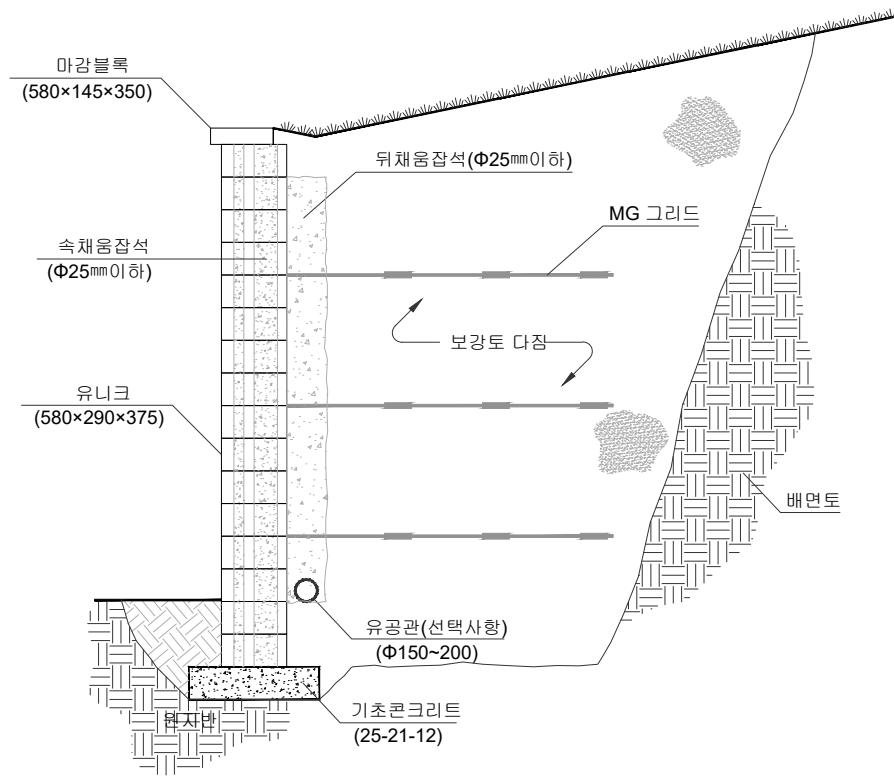 마감블록
(580×145×350)
뒤채움잡석(Φ25㎜이하)
MG 그리드
속채움잡석
(Φ25㎜이하)
보강토 다짐
유니크
(580×290×375)
배면토
유공관(선택사항)
(Φ150~200)
원지반
기초콘크리트
(25-21-12)